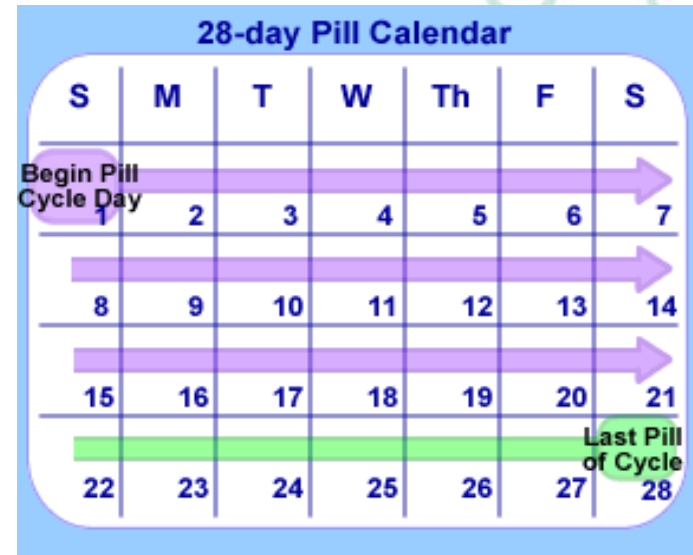 28-day Pill Calendar
S M T W Th F S
Begin Pill
Cycle Day
1 2 3 4 5 6 7
8 9 10 11 12 13 14
15 16 17 18 19 20 21
Last Pill
of Cycle
22 23 24 25 26 27 28